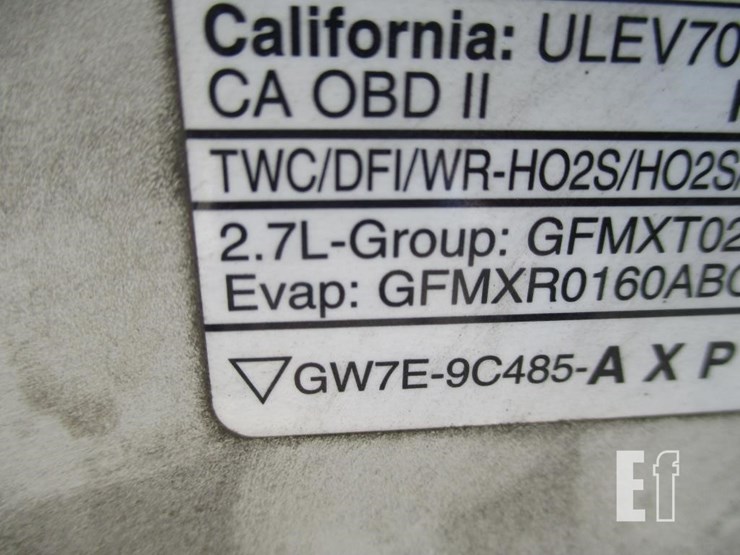 California: ULEV70
CA OBD II
TWC/DFI/WR-HO2S/HO2S/
2.7L-Group: GFMXT02
Evap: GFMXR0160ABC
▽GW7E-9C485-AXP
Ef